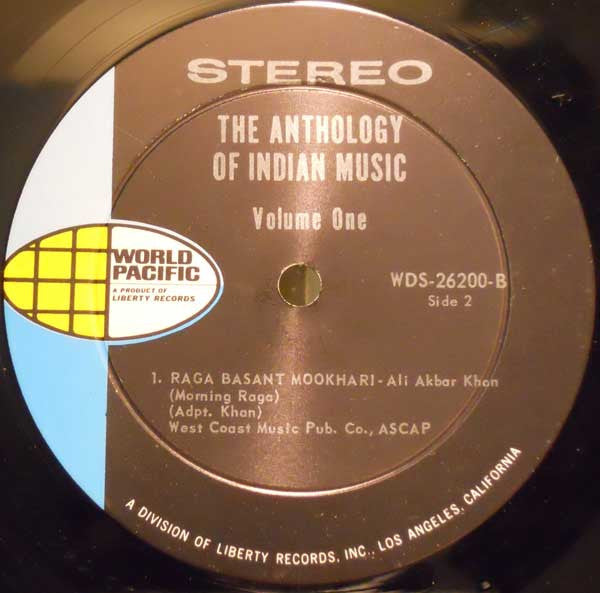 STEREO
THE ANTHOLOGY
OF INDIAN MUSIC
Volume One
WORLD
PACIFIC
A PRODUCT OF
LIBERTY RECORDS
WDS-26200-B
Side 2
1. RAGA BASANT MOOKHARI - Ali Akbar Khan
(Morning Raga)
(Adpt. Khan)
West Coast Music Pub. Co., ASCAP
A DIVISION OF LIBERTY RECORDS, INC., LOS ANGELES, CALIFORNIA